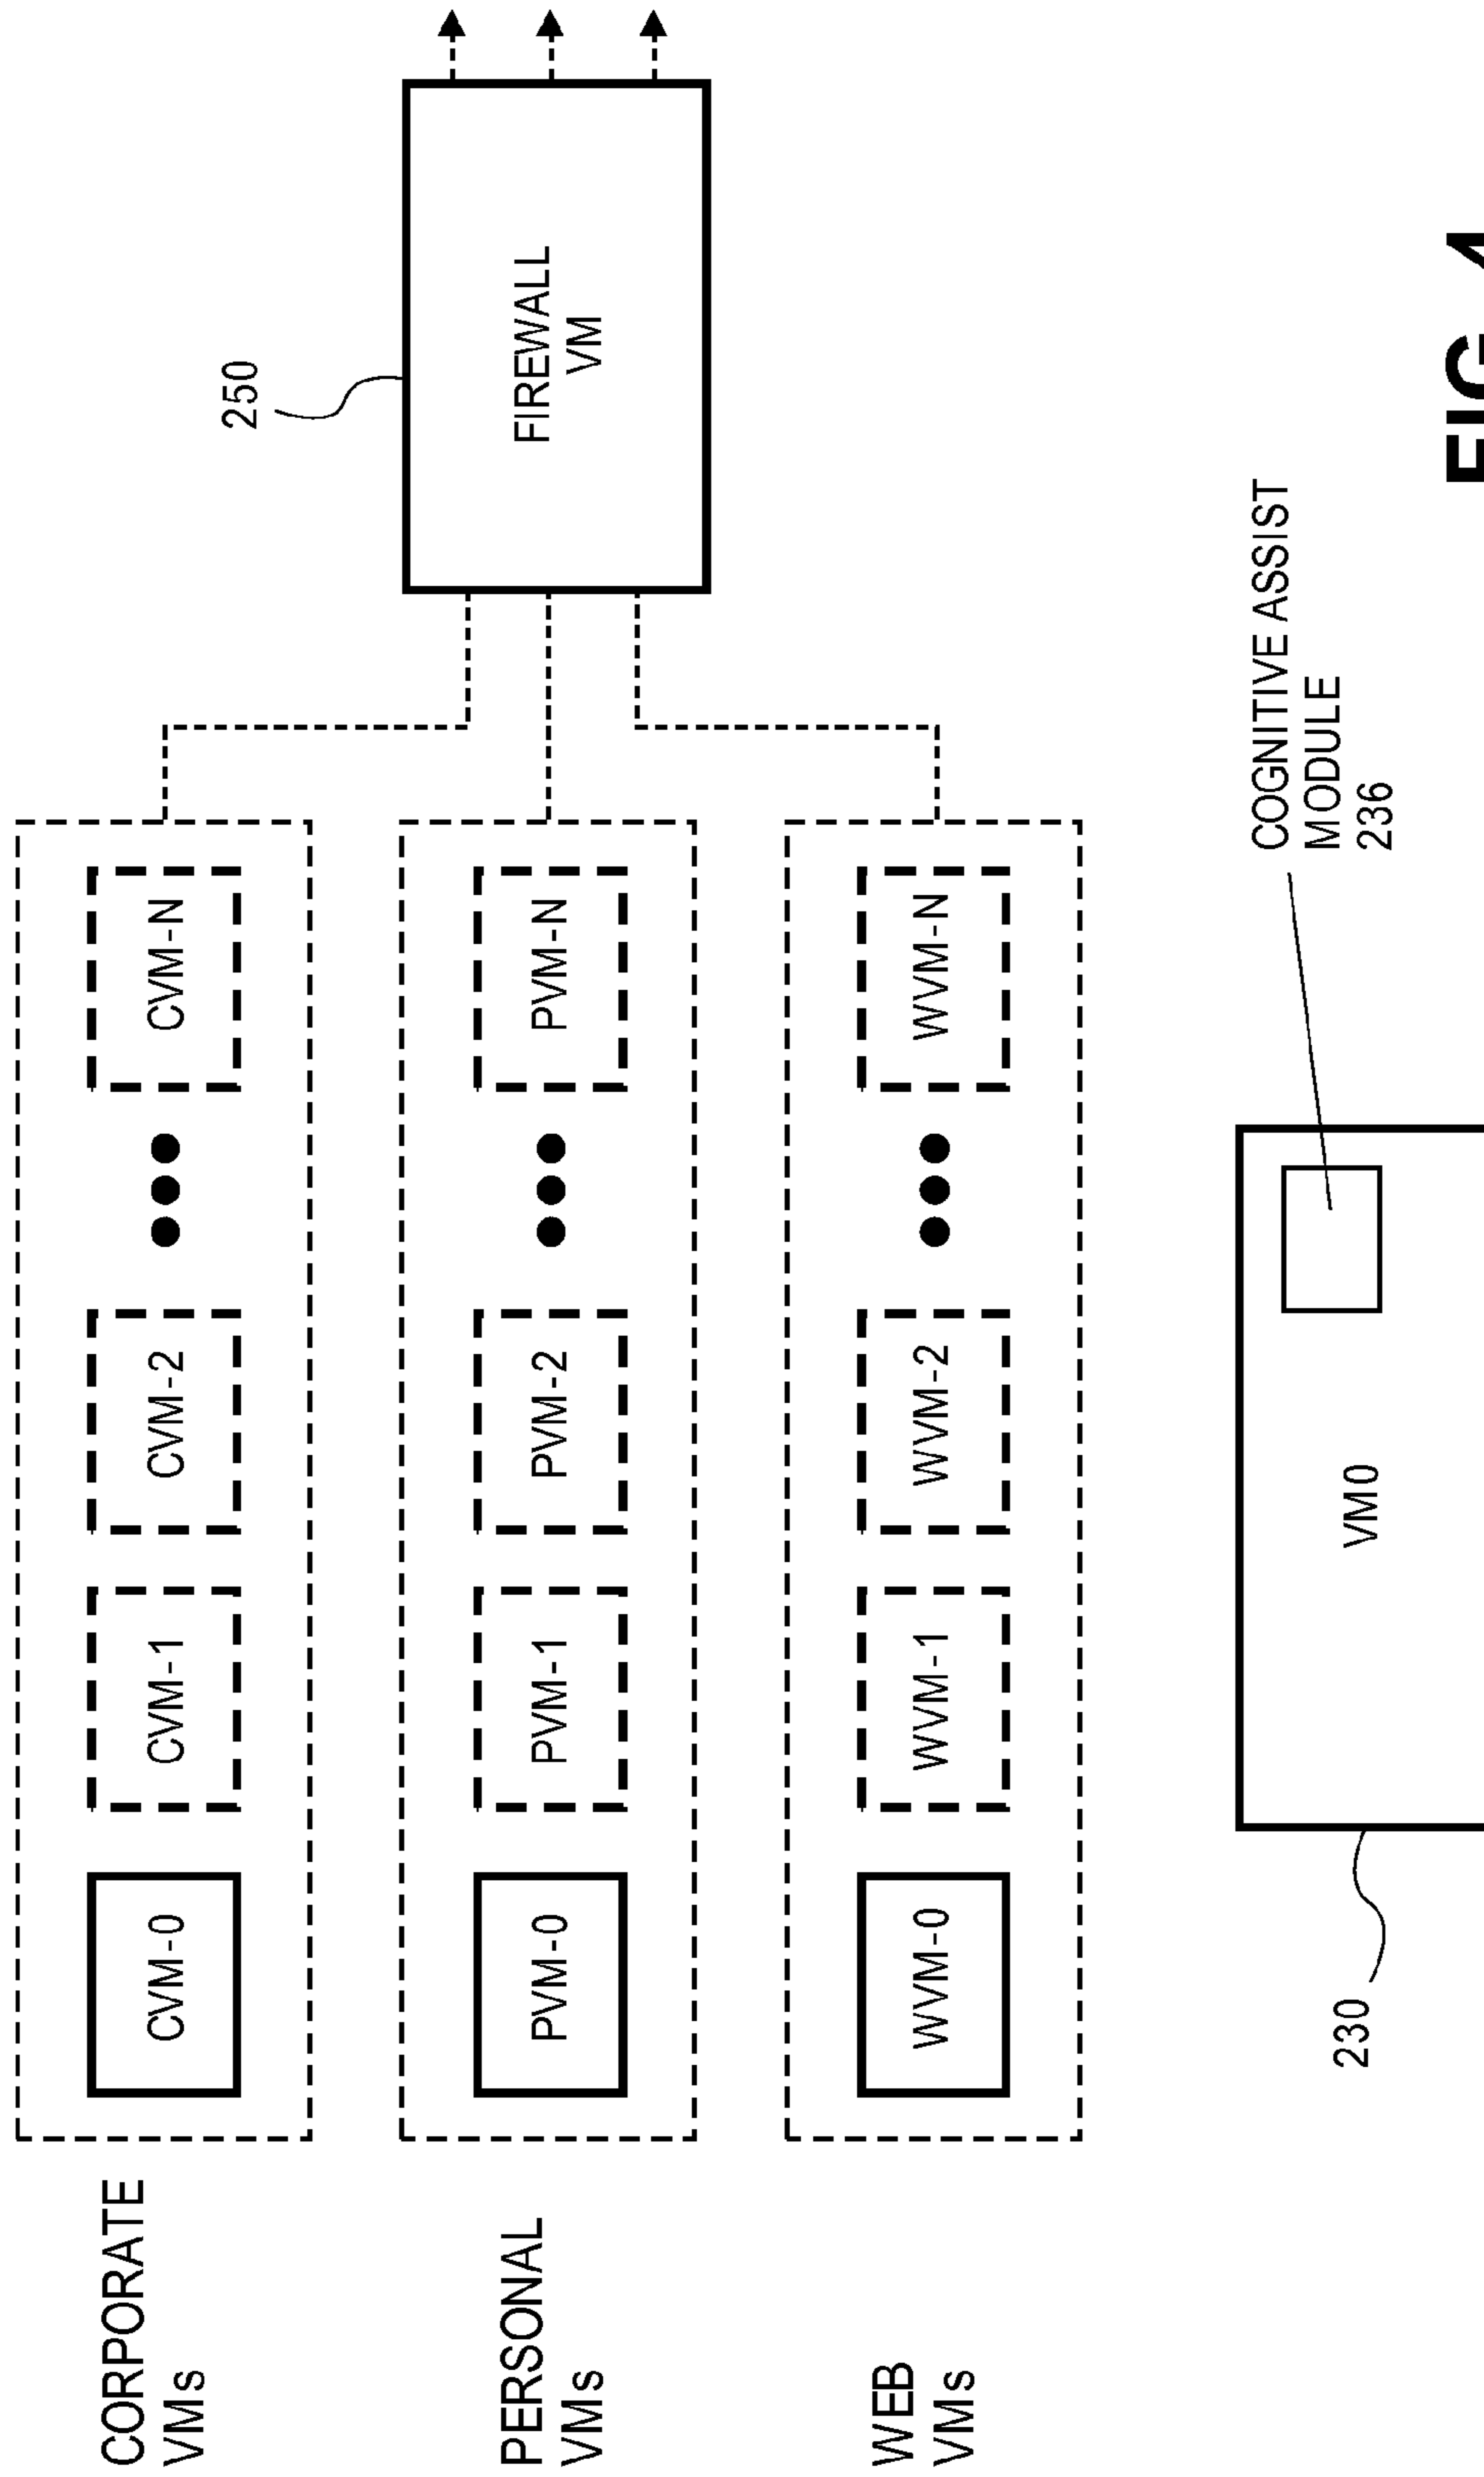 CORPORATE
VMs
CVM-0
CVM-1
CVM-2
CVM-N
250
FIREWALL
VM
PERSONAL
VMs
PVM-0
PVM-1
PVM-2
PVM-N
WEB
VMs
WVM-0
WVM-1
WVM-2
WVM-N
230
VM0
COGNITIVE ASSIST
MODULE
236